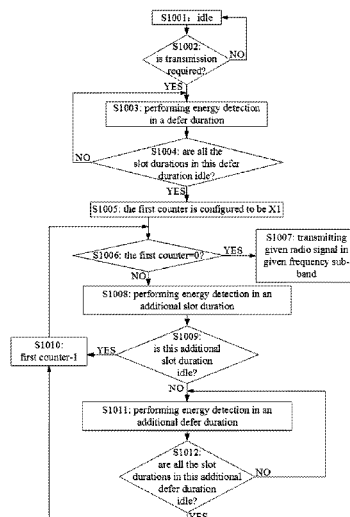 S1001: idle
S1002:
is transmission
required?
NO
YES
S1003: performing energy detection
in a defer duration
S1004: are all the
slot durations in this defer
duration idle?
NO
YES
S1005: the first counter is configured to be X1
S1006: the first counter=0?
YES
S1007: transmitting
given radio signal in
given frequency sub-
band
NO
S1008: performing energy detection in an
additional slot duration
S1009:
is this additional
slot duration
idle?
YES
S1010:
first counter-1
NO
S1011: performing energy detection in an
additional defer duration
S1012:
are all the slot
durations in this additional
defer duration
idle?
NO
YES